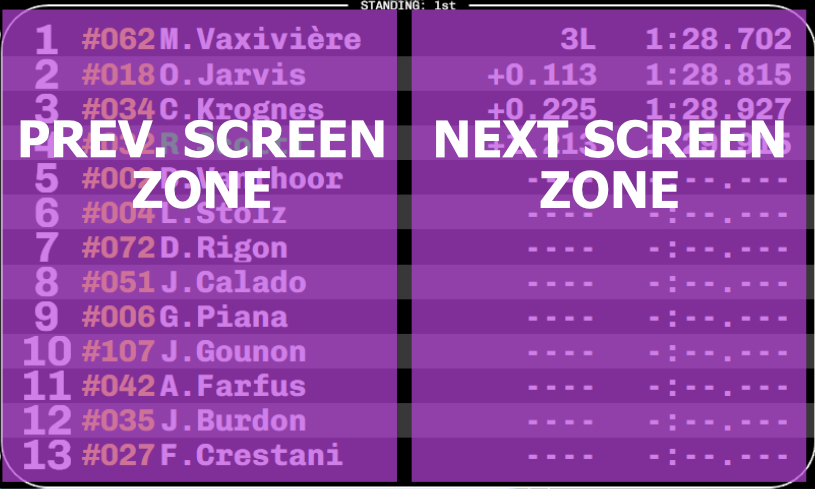 STANDING: 1st
1 #062 M.Vaxivière 3L 1:28.702
2 #018 O.Jarvis +0.113 1:28.815
3 #034 C.Krognes +0.225 1:28.927
PREV. SCREEN
ZONE
NEXT SCREEN
ZONE
5 D.Vanthoor ---- -:--.---
6 #004 L.Stolz ---- -:--.---
7 #072 D.Rigon ---- -:--.---
8 #051 J.Calado ---- -:--.---
9 #006 G.Piana ---- -:--.---
10 #107 J.Gounon ---- -:--.---
11 #042 A.Farfus ---- -:--.---
12 #035 J.Burdon ---- -:--.---
13 #027 F.Crestani ---- -:--.---